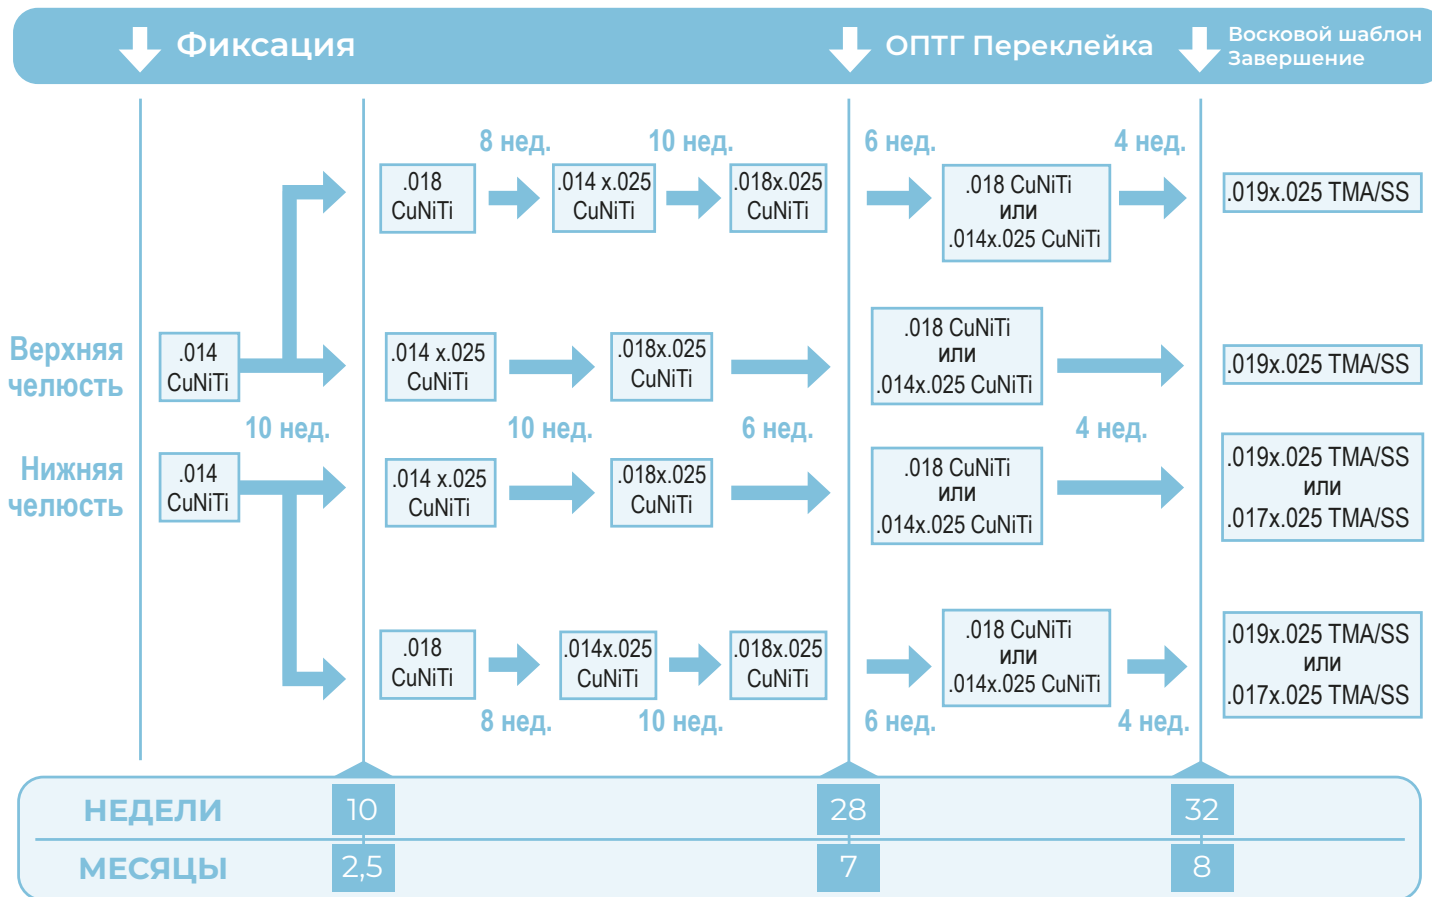 Фиксация
ОПТГ Переклейка
Восковой шаблон
Завершение
8 нед.
10 нед.
6 нед.
4 нед.
.018
CuNiTi
.014 x.025
CuNiTi
.018x.025
CuNiTi
.018 CuNiTi
или
.014x.025 CuNiTi
.019x.025 TMA/SS
Верхняя
челюсть
.014
CuNiTi
.014 x.025
CuNiTi
.018x.025
CuNiTi
.018 CuNiTi
или
.014x.025 CuNiTi
.019x.025 TMA/SS
10 нед.
10 нед.
6 нед.
4 нед.
Нижняя
челюсть
.014
CuNiTi
.014 x.025
CuNiTi
.018x.025
CuNiTi
.018 CuNiTi
или
.014x.025 CuNiTi
.019x.025 TMA/SS
или
.017x.025 TMA/SS
.018
CuNiTi
.014x.025
CuNiTi
.018x.025
CuNiTi
.018 CuNiTi
или
.014x.025 CuNiTi
.019x.025 TMA/SS
или
.017x.025 TMA/SS
8 нед.
10 нед.
6 нед.
4 нед.
НЕДЕЛИ 10 28 32
МЕСЯЦЫ 2,5 7 8